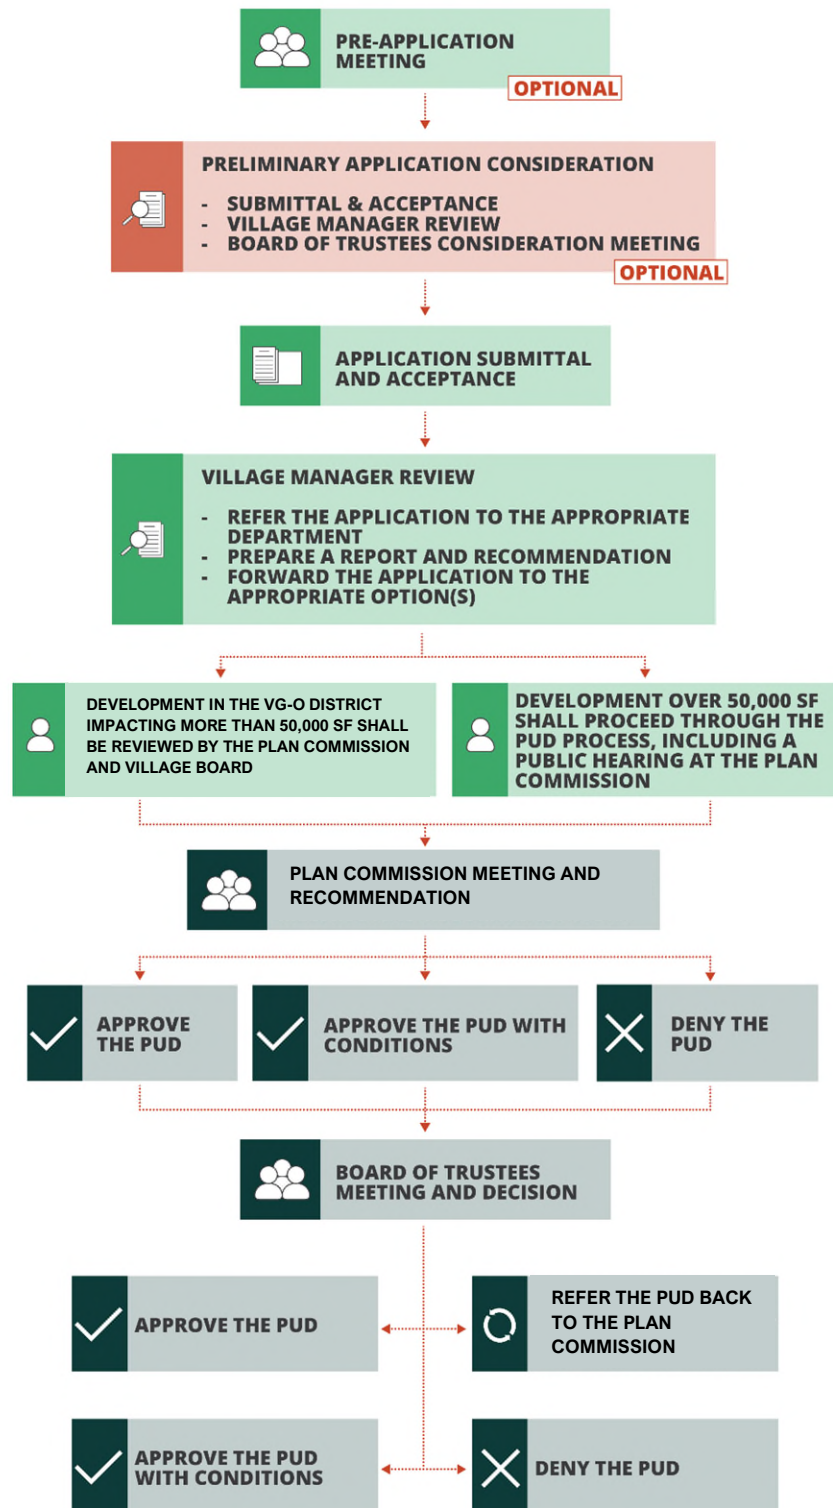 PRE-APPLICATION
MEETING
OPTIONAL
PRELIMINARY APPLICATION CONSIDERATION
- SUBMITTAL & ACCEPTANCE
- VILLAGE MANAGER REVIEW
- BOARD OF TRUSTEES CONSIDERATION MEETING
OPTIONAL
APPLICATION SUBMITTAL
AND ACCEPTANCE
VILLAGE MANAGER REVIEW
- REFER THE APPLICATION TO THE APPROPRIATE
DEPARTMENT
- PREPARE A REPORT AND RECOMMENDATION
- FORWARD THE APPLICATION TO THE
APPROPRIATE OPTION(S)
DEVELOPMENT IN THE VG-O DISTRICT
IMPACTING MORE THAN 50,000 SF SHALL
BE REVIEWED BY THE PLAN COMMISSION
AND VILLAGE BOARD
DEVELOPMENT OVER 50,000 SF
SHALL PROCEED THROUGH THE
PUD PROCESS, INCLUDING A
PUBLIC HEARING AT THE PLAN
COMMISSION
PLAN COMMISSION MEETING AND
RECOMMENDATION
APPROVE
THE PUD
APPROVE THE PUD WITH
CONDITIONS
DENY THE
PUD
BOARD OF TRUSTEES
MEETING AND DECISION
APPROVE THE PUD
REFER THE PUD BACK
TO THE PLAN
COMMISSION
APPROVE THE PUD
WITH CONDITIONS
DENY THE PUD